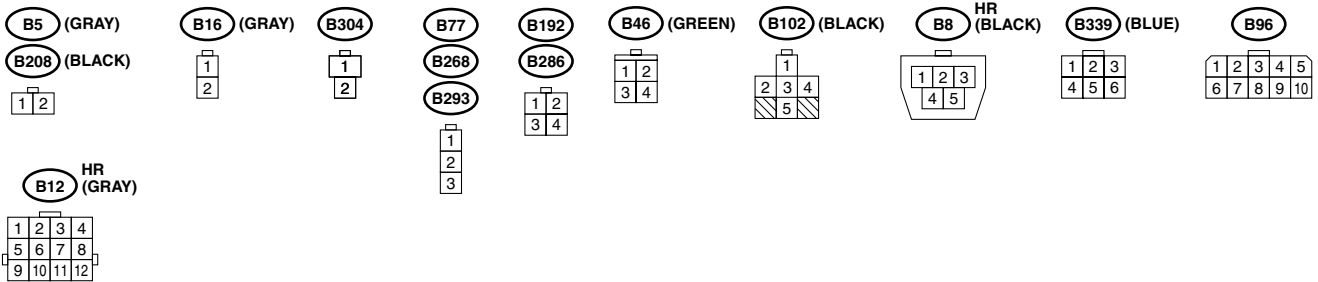 B5 (GRAY)
B208 (BLACK)
1 2
B16 (GRAY)
1
2
B304
1
2
B77
B268
B293
1
2
3
B192
B286
1 2
3 4
B46 (GREEN)
1 2
3 4
B102 (BLACK)
1
2 3 4
5
B8 HR (BLACK)
1 2 3
4 5
B339 (BLUE)
1 2 3
4 5 6
B96
1 2 3 4 5
6 7 8 9 10
B12 HR (GRAY)
1 2 3 4
5 6 7 8
9 10 11 12